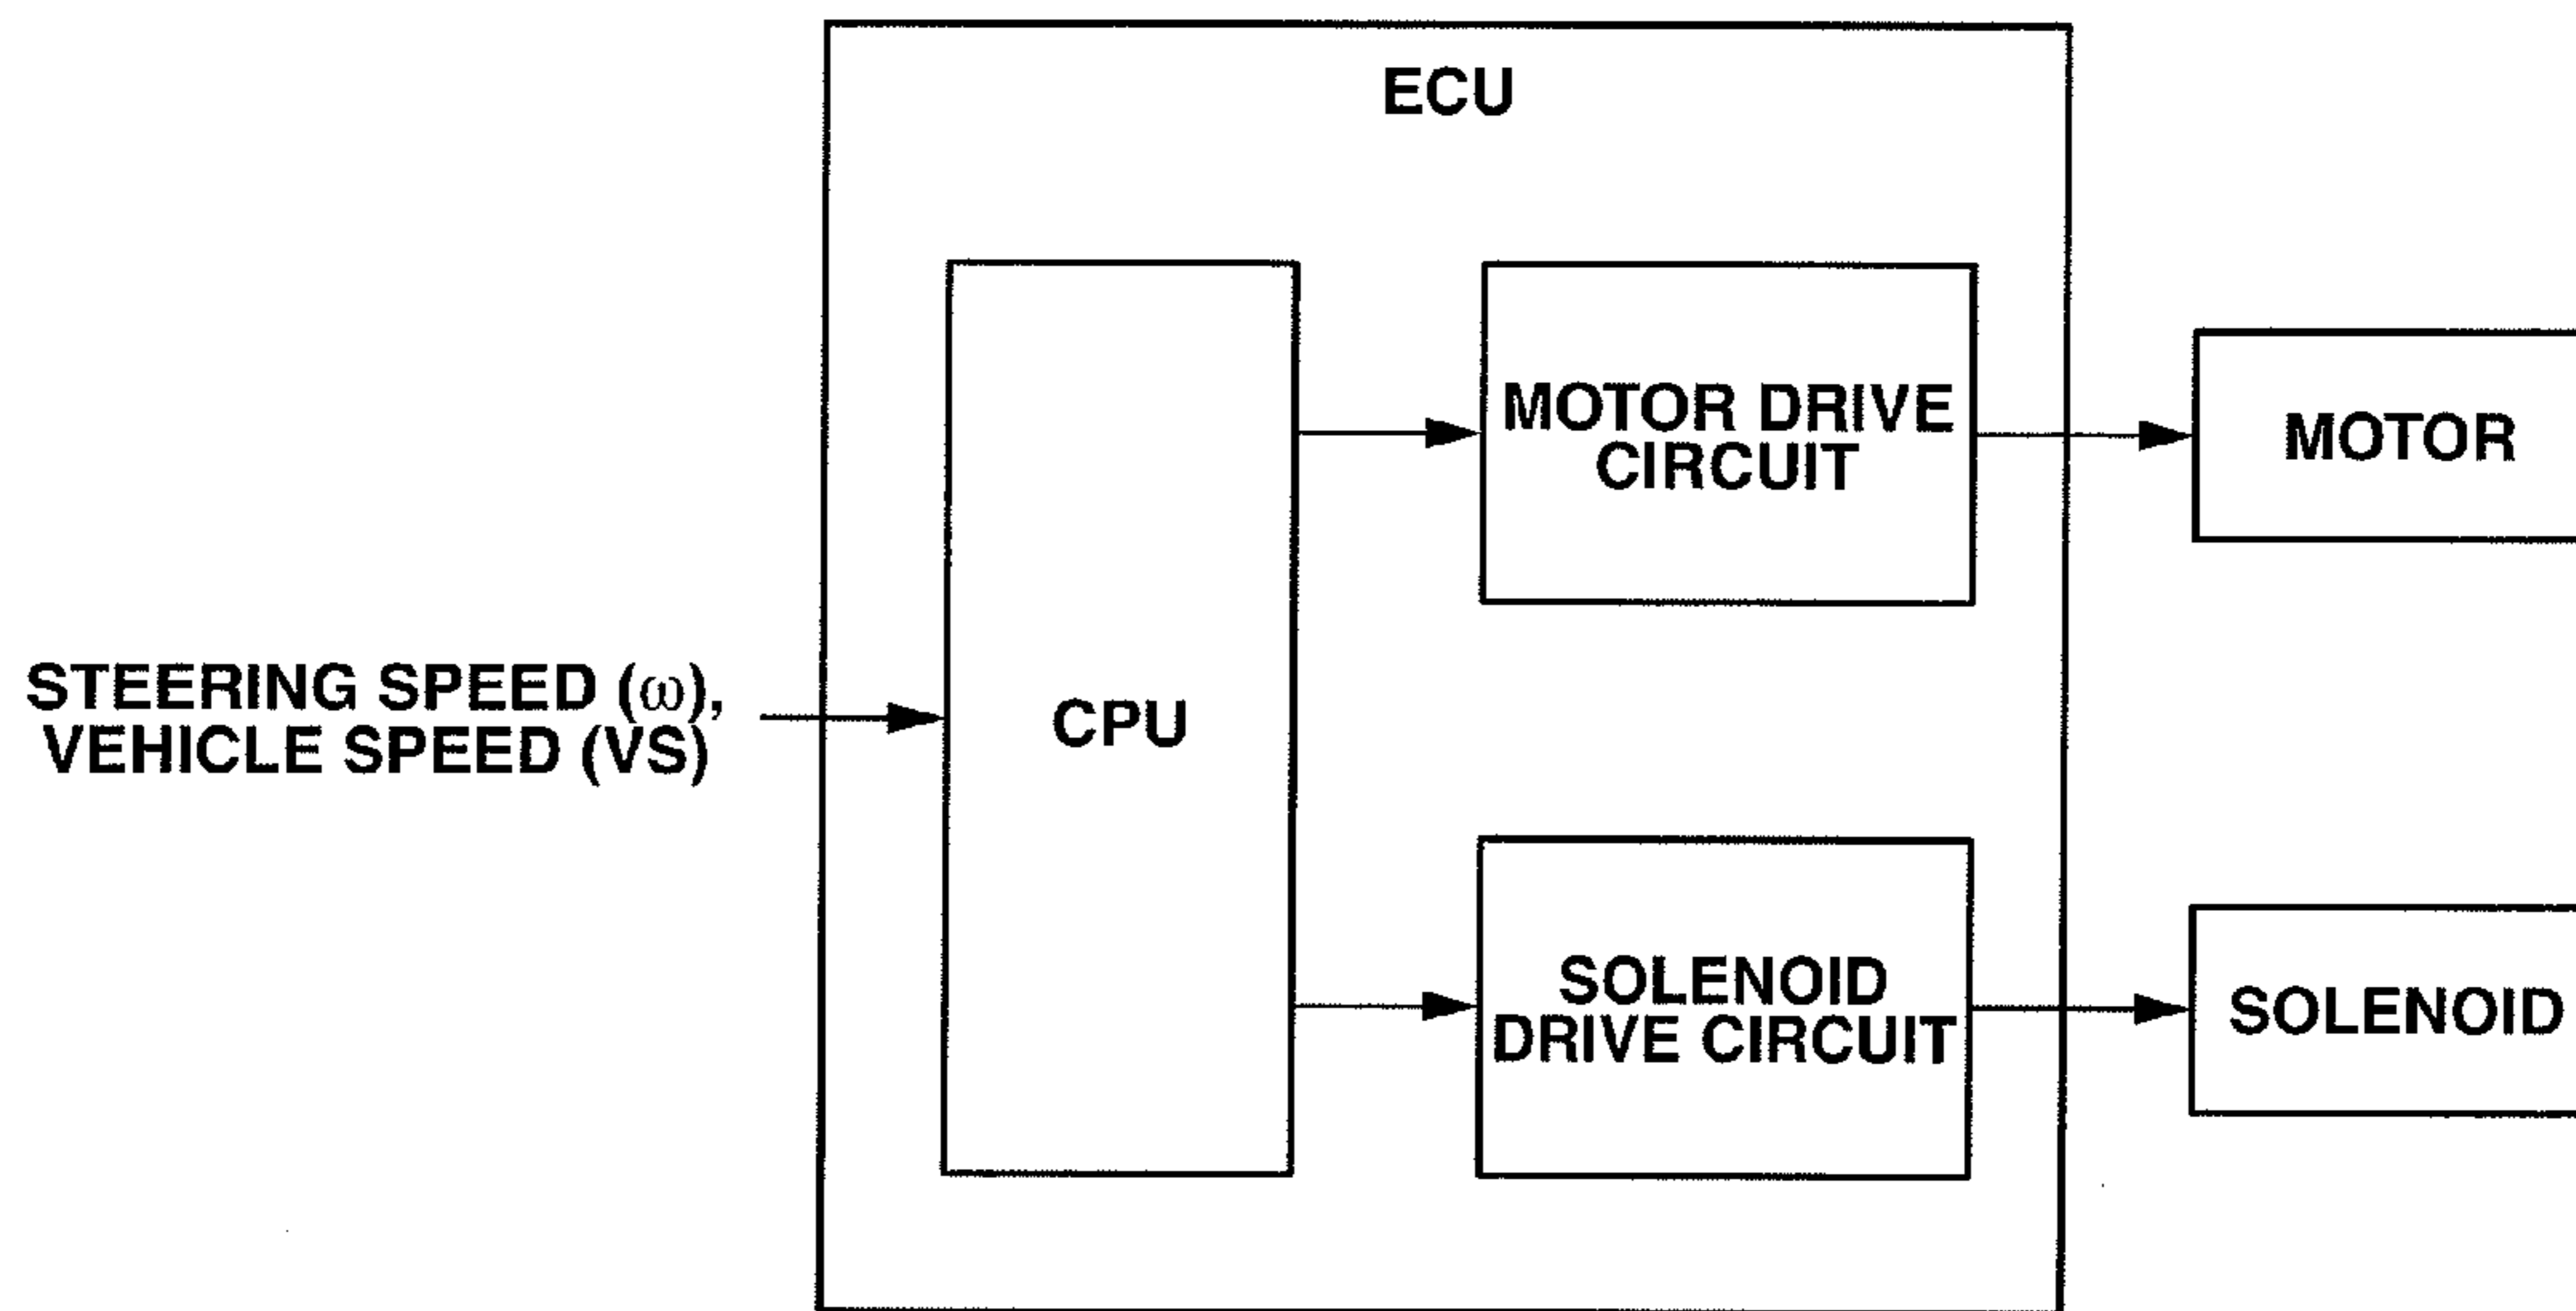 ECU
MOTOR DRIVE
CIRCUIT
MOTOR
STEERING SPEED (ω),
VEHICLE SPEED (VS)
CPU
SOLENOID
DRIVE CIRCUIT
SOLENOID